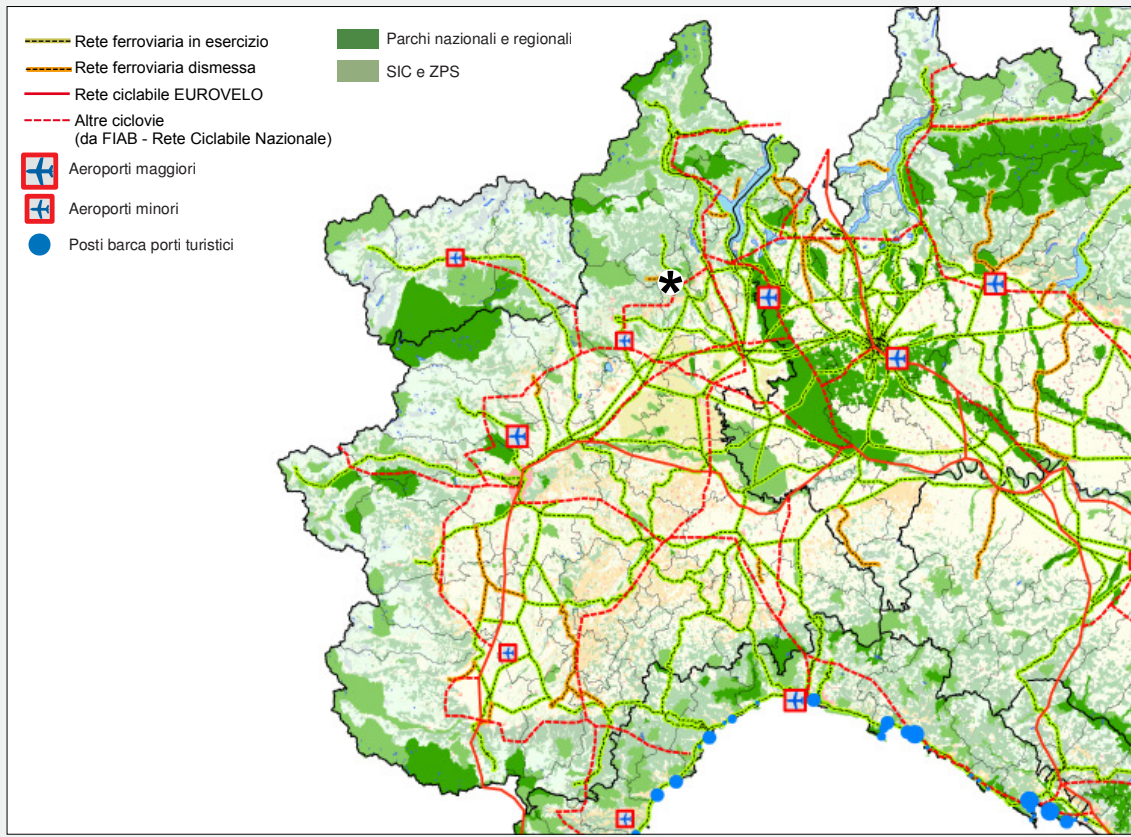 Rete ferroviaria in esercizio
Rete ferroviaria dismessa
Rete ciclabile EUROVELO
Altre ciclovie
(da FIAB - Rete Ciclabile Nazionale)
Aeroporti maggiori
Aeroporti minori
Posti barca porti turistici
Parchi nazionali e regionali
SIC e ZPS
*